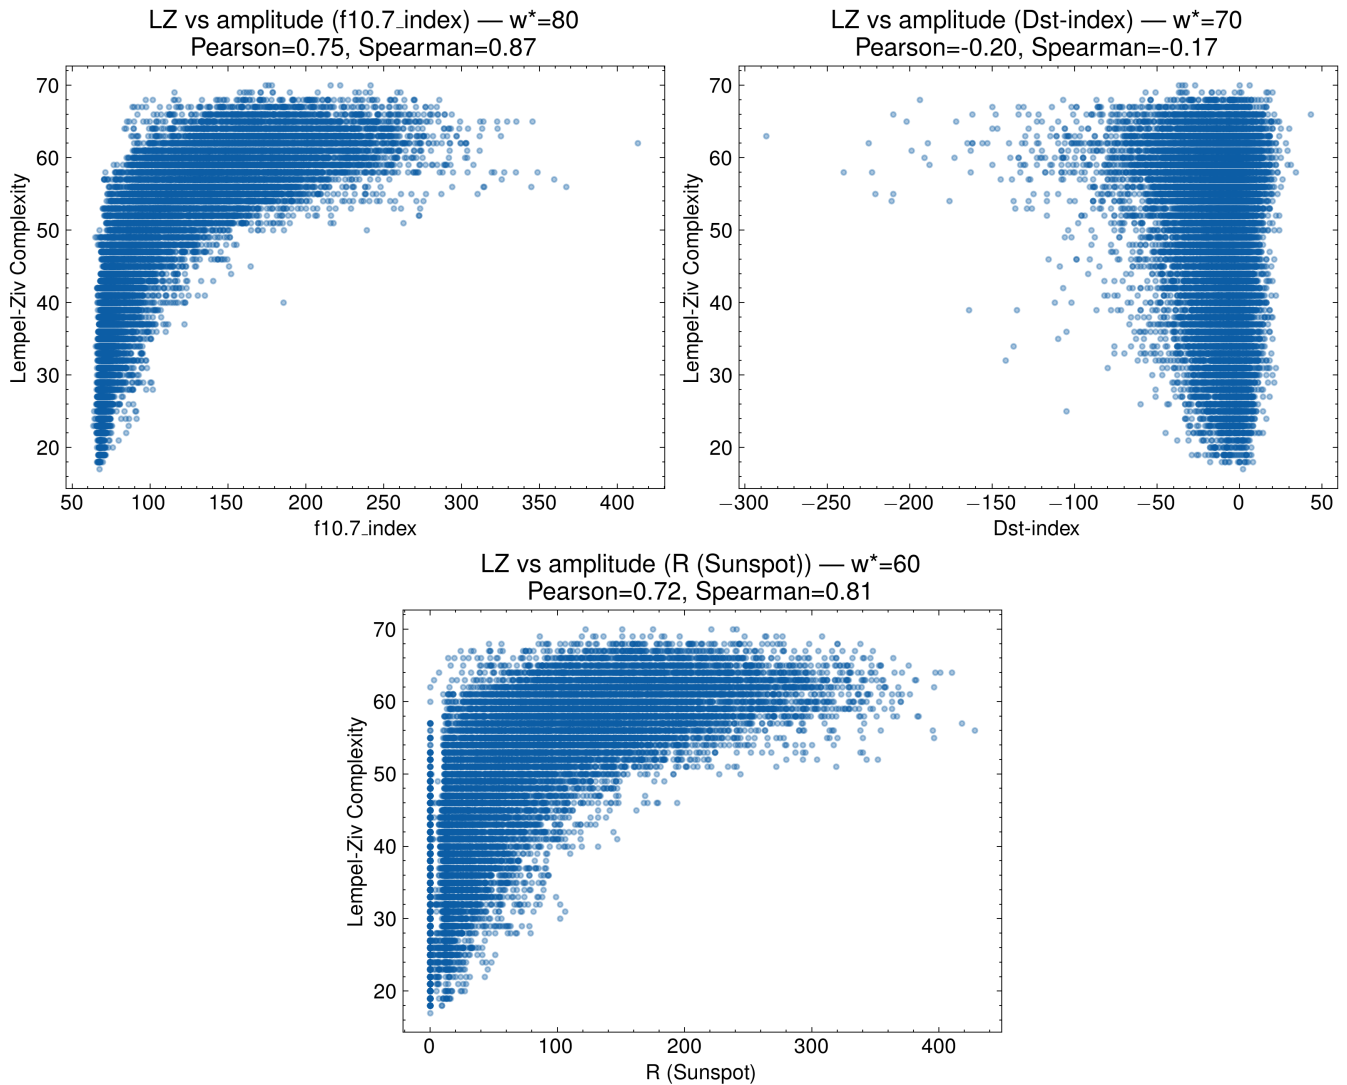 LZ vs amplitude (f10.7_index) — w*=80
Pearson=0.75, Spearman=0.87
70
60
50
40
30
20
Lempel-Ziv Complexity
50 100 150 200 250 300 350 400
f10.7_index
LZ vs amplitude (Dst-index) — w*=70
Pearson=-0.20, Spearman=-0.17
70
60
50
40
30
20
Lempel-Ziv Complexity
−300 −250 −200 −150 −100 −50 0 50
Dst-index
LZ vs amplitude (R (Sunspot)) — w*=60
Pearson=0.72, Spearman=0.81
70
60
50
40
30
20
Lempel-Ziv Complexity
0 100 200 300 400
R (Sunspot)